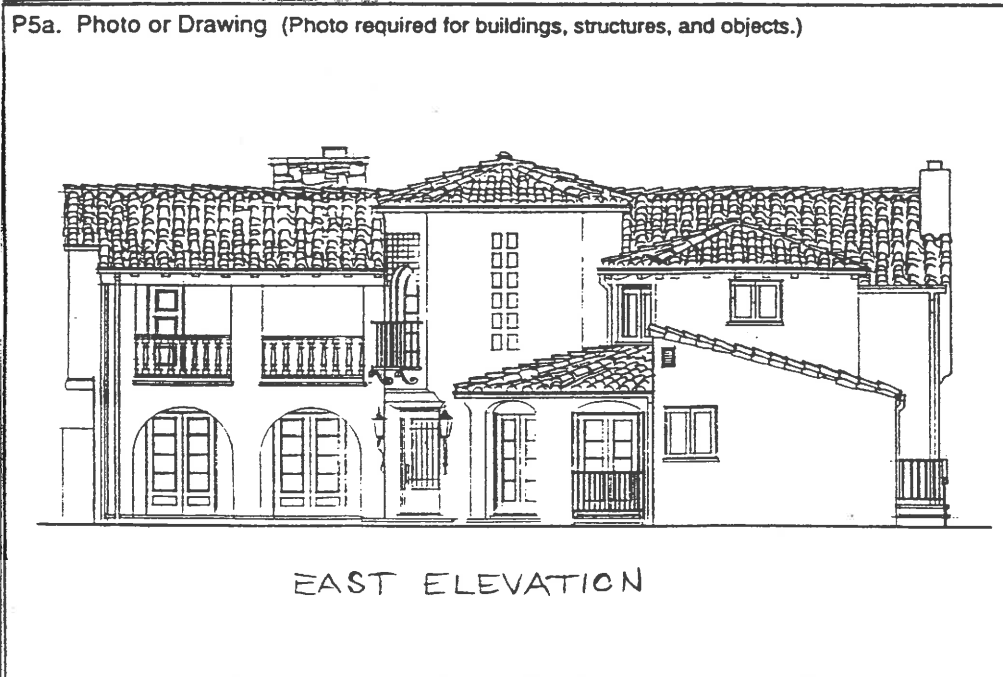 P5a. Photo or Drawing (Photo required for buildings, structures, and objects.)
EAST ELEVATION